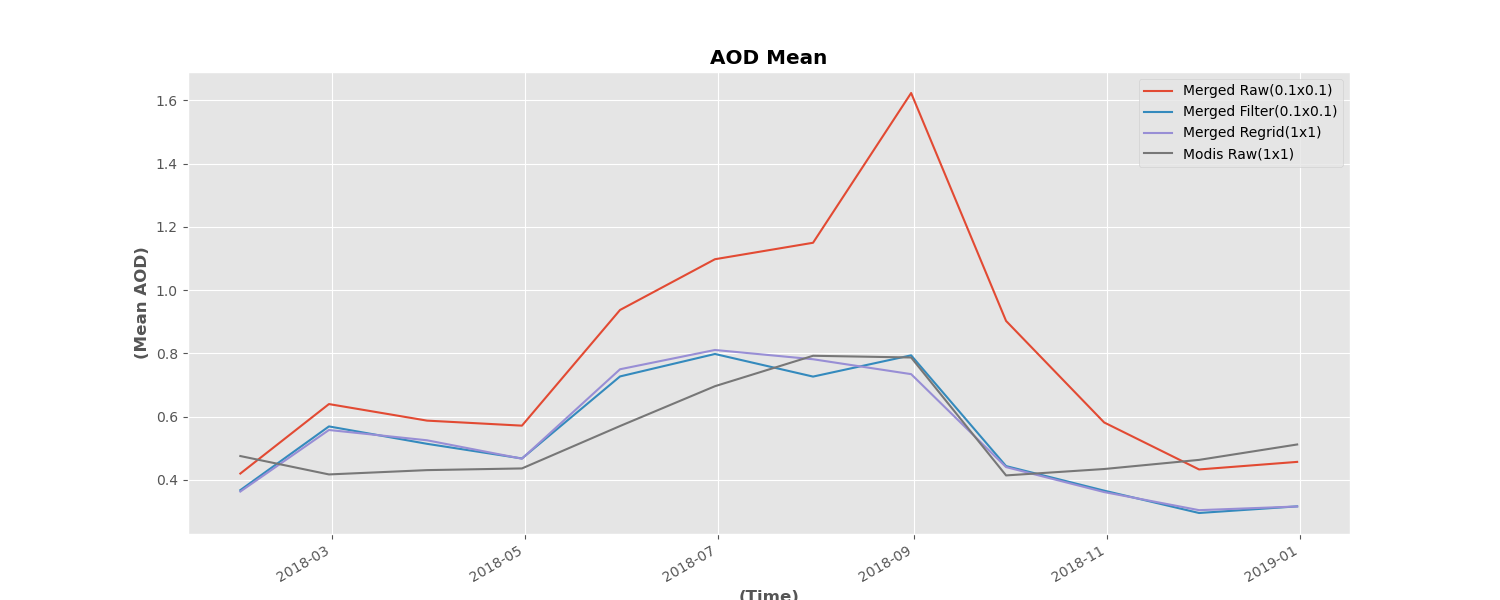 AOD Mean
Merged Raw(0.1x0.1)
Merged Filter(0.1x0.1)
Merged Regrid(1x1)
Modis Raw(1x1)
(Mean AOD)
1.6
1.4
1.2
1.0
0.8
0.6
0.4
2018-03
2018-05
2018-07
2018-09
2018-11
2019-01
(Time)